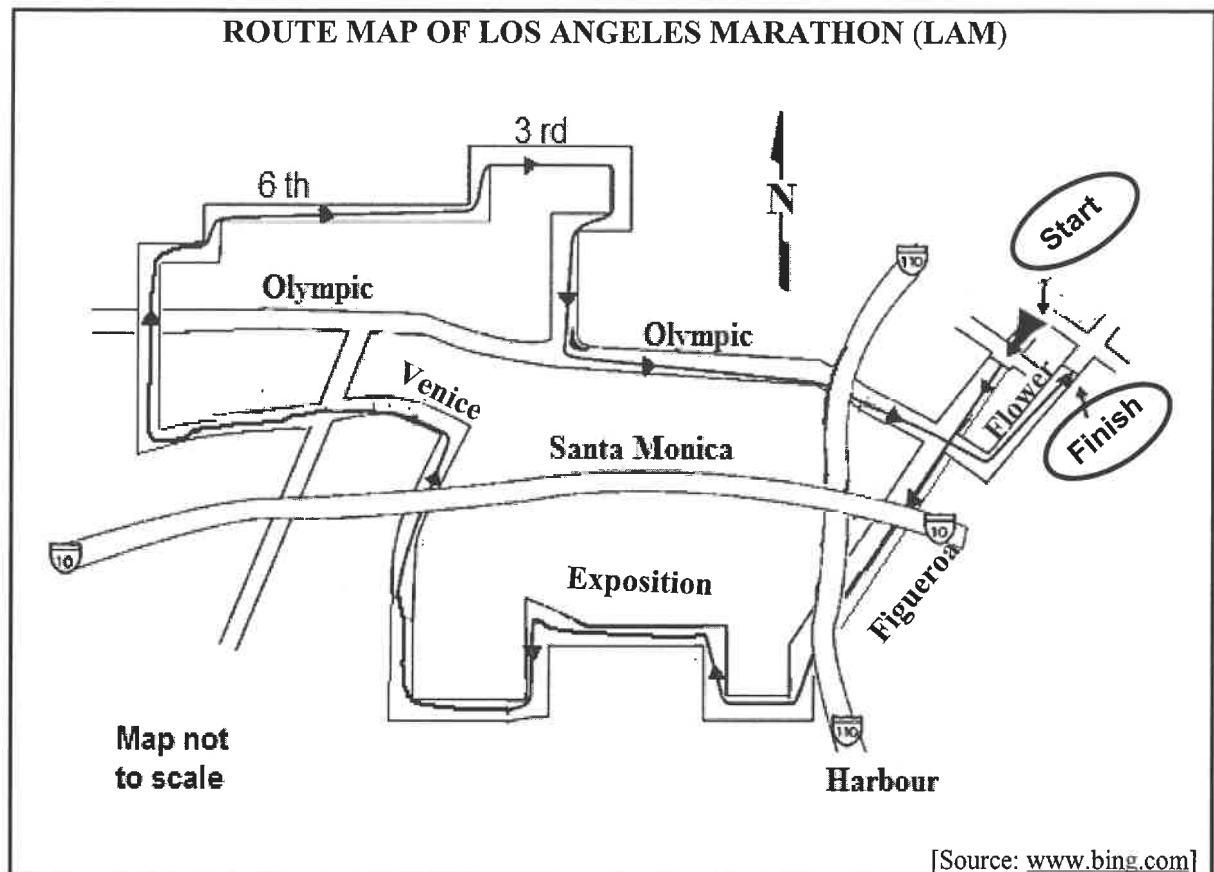 ROUTE MAP OF LOS ANGELES MARATHON (LAM)
3 rd
6 th
N
Start
110
Olympic
Olympic
Venice
Flower
Finish
Santa Monica
10
10
Exposition
Figueroa
110
Map not
to scale
Harbour
[Source: www.bing.com]